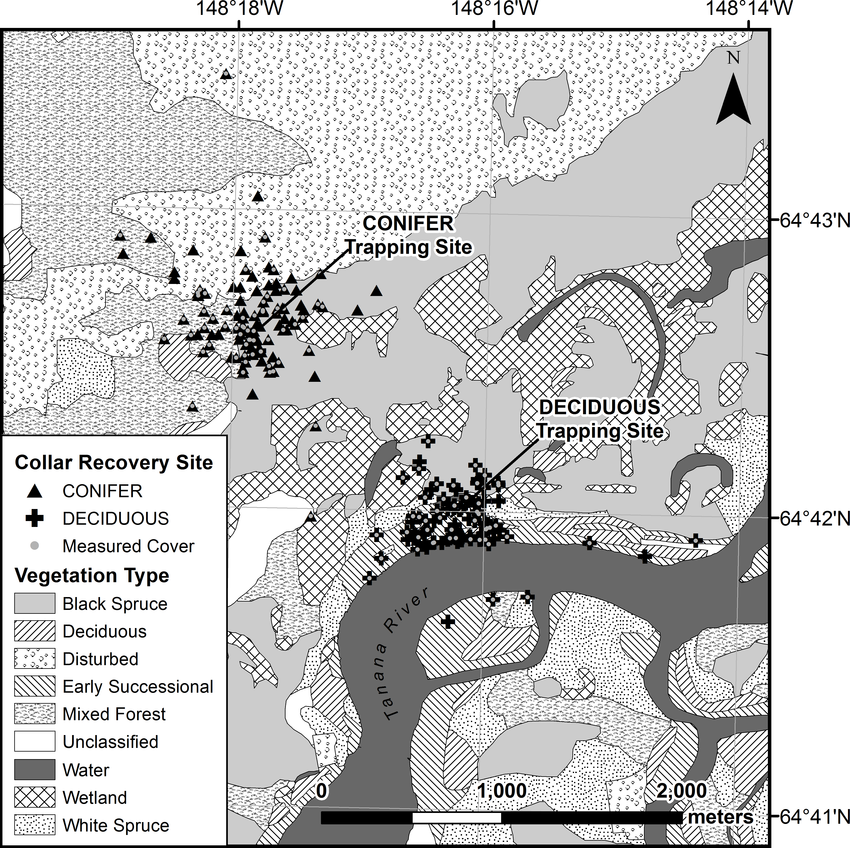 148°18'W 148°16'W 148°14'W
N
64°43'N
CONIFER
Trapping Site
DECIDUOUS
Trapping Site
Collar Recovery Site
CONIFER
DECIDUOUS
Measured Cover
Vegetation Type
Black Spruce
Deciduous
Disturbed
Early Successional
Mixed Forest
Unclassified
Water
Wetland
White Spruce
64°42'N
Tanana River
0 1,000 2,000
meters
64°41'N